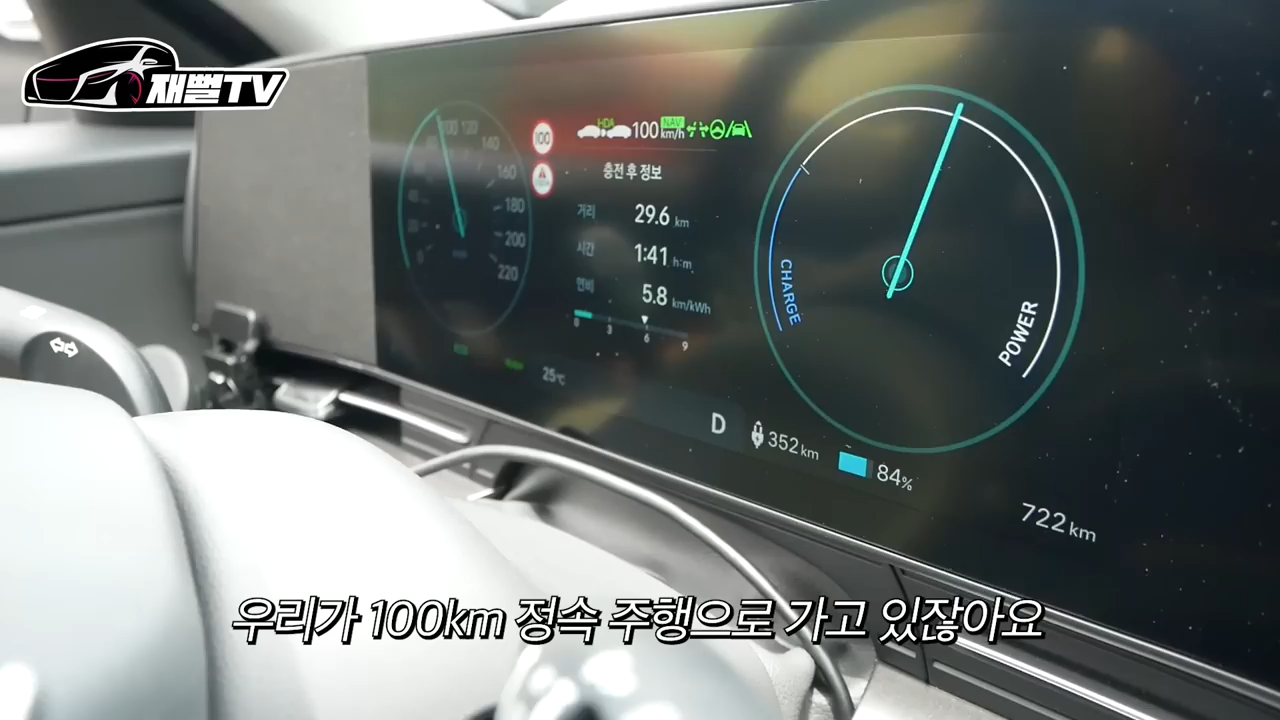 재뻘TV
100 120
140
160
180
200
220
100
HDA
100 km/h
NAV
충전 후 정보
거리 29.6 km
시간 1:41 h:m
연비 5.8 km/kWh
0 3 6 9
25℃
CHARGE
POWER
D
352 km
84%
722 km
우리가 100km 정속 주행으로 가고 있잖아요